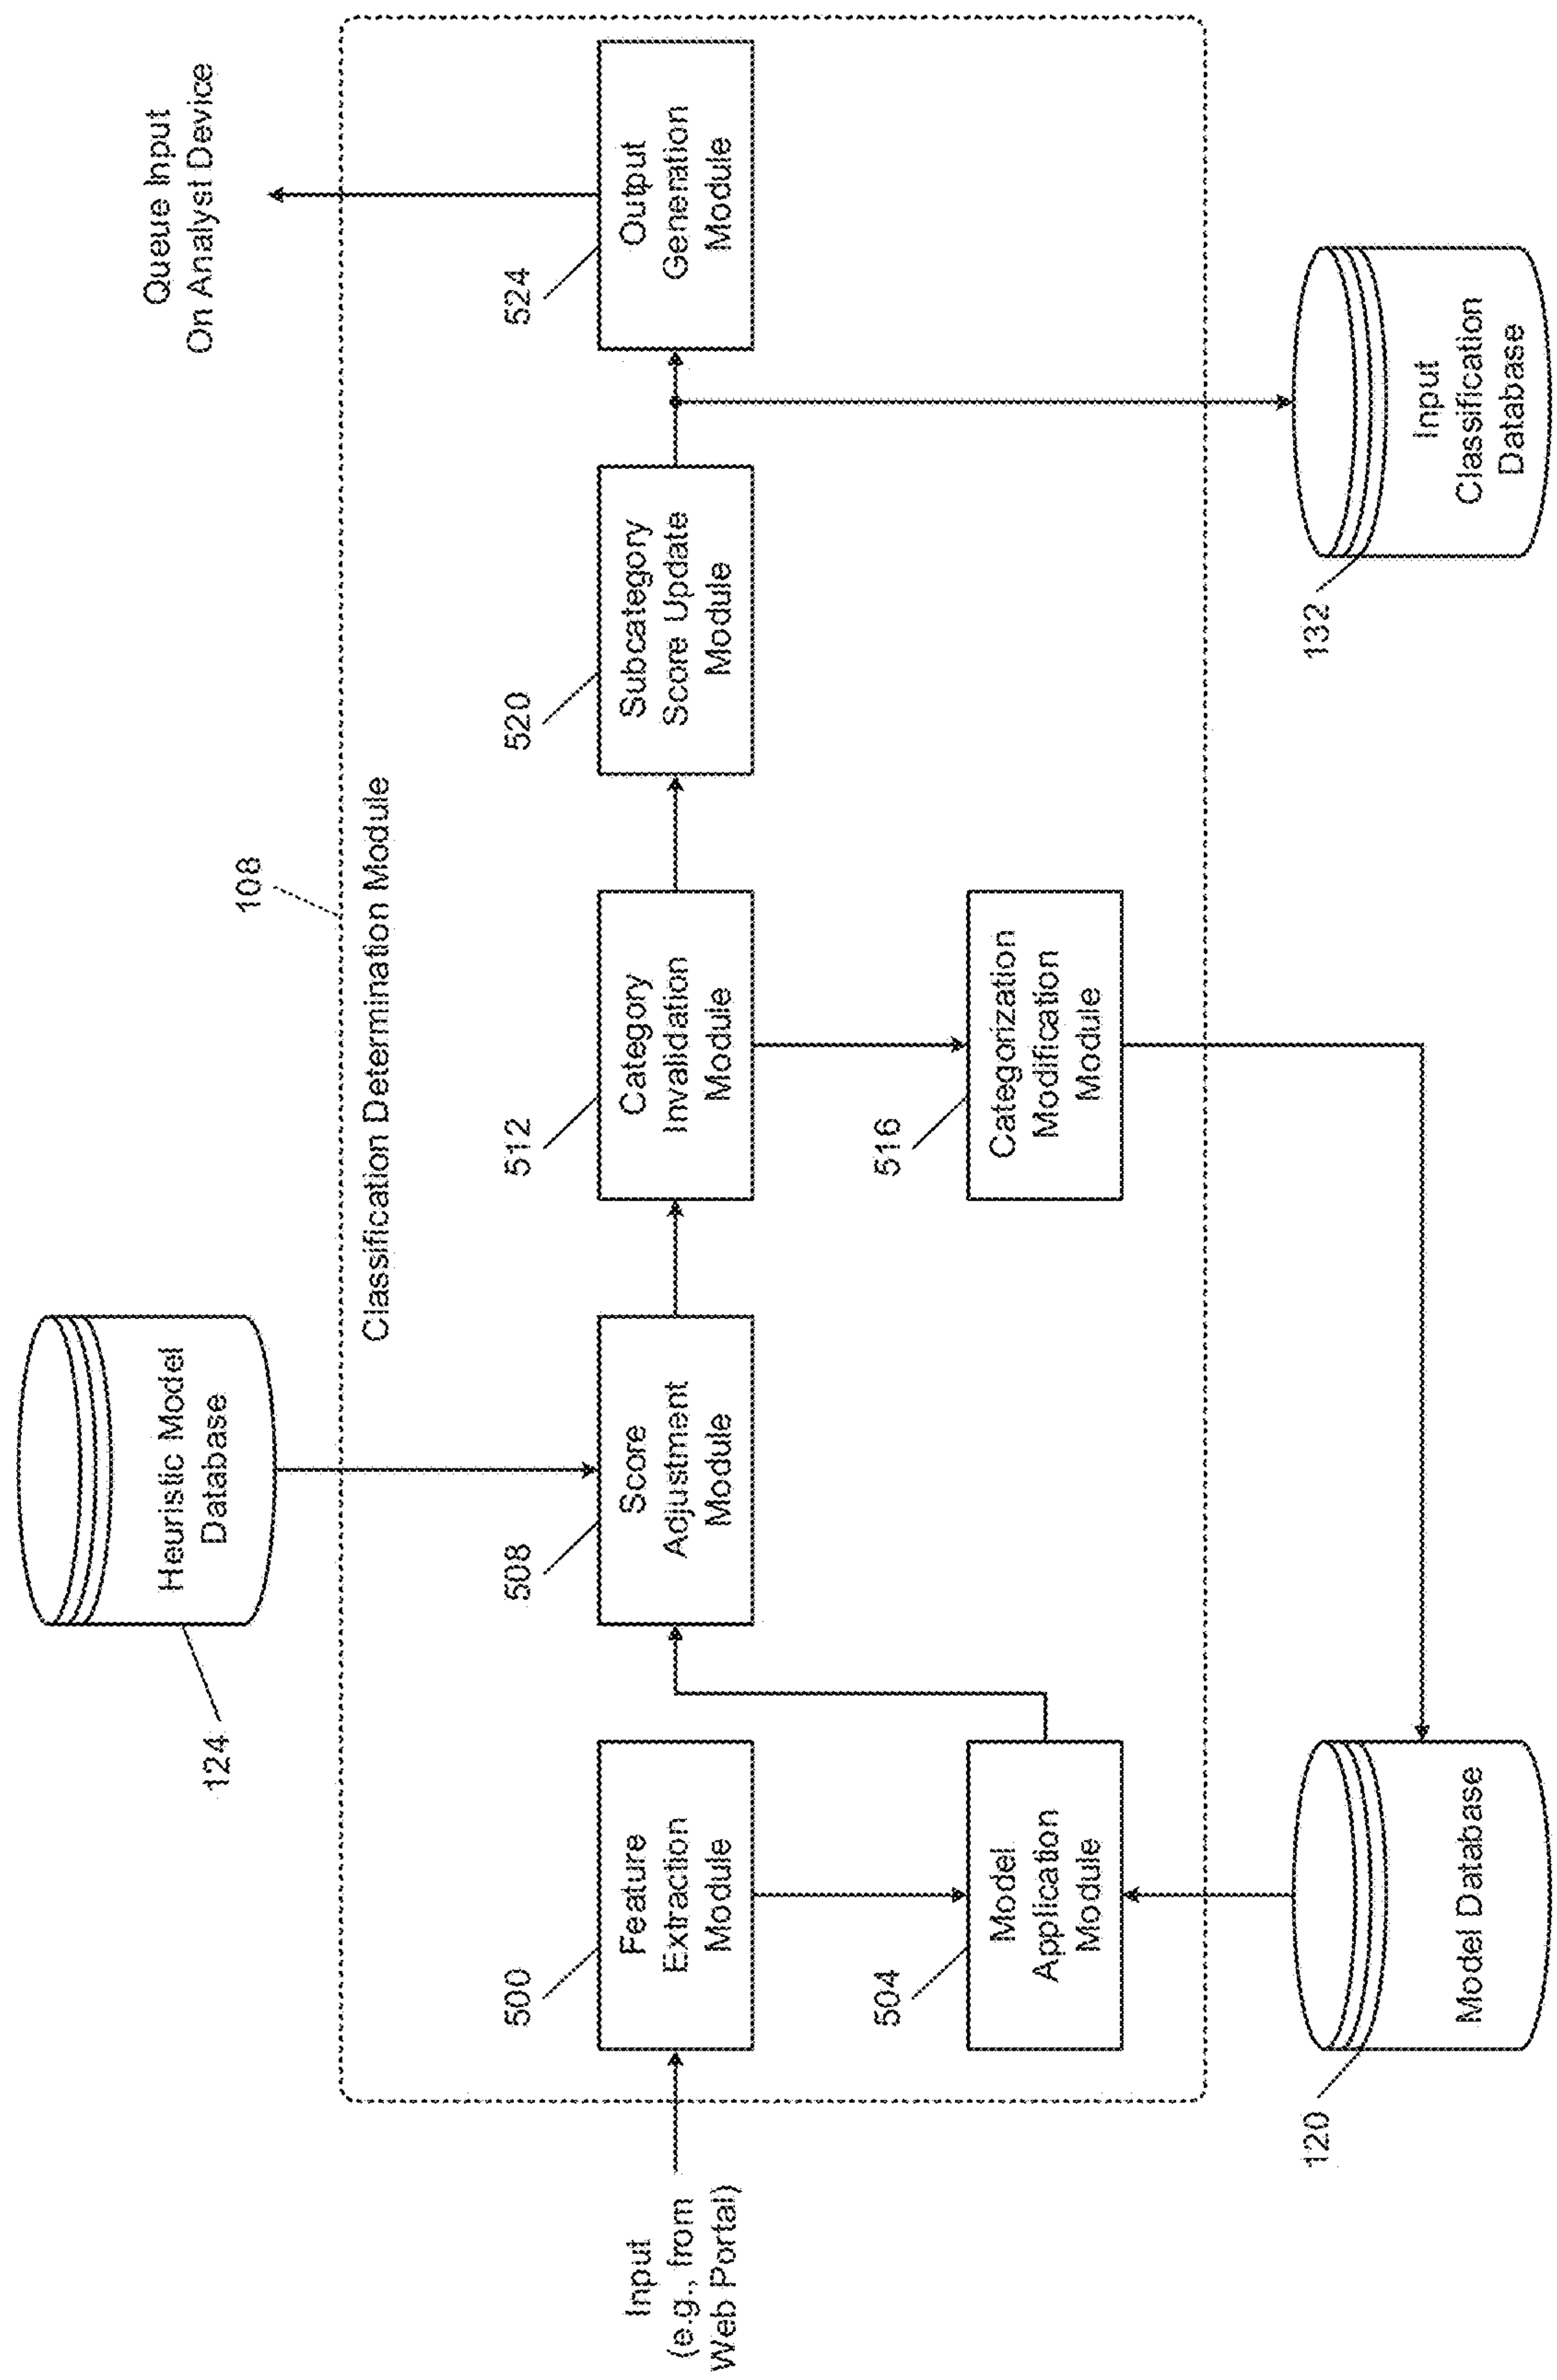 Heuristic Model
Database
124
Queue Input
On Analyst Device
108
Classification Determination Module
Input
(e.g., from
Web Portal)
500
Feature
Extraction
Module
508
Score
Adjustment
Module
512
Category
Invalidation
Module
520
Subcategory
Score Update
Module
524
Output
Generation
Module
504
Model
Application
Module
516
Categorization
Modification
Module
120
Model Database
132
Input
Classification
Database